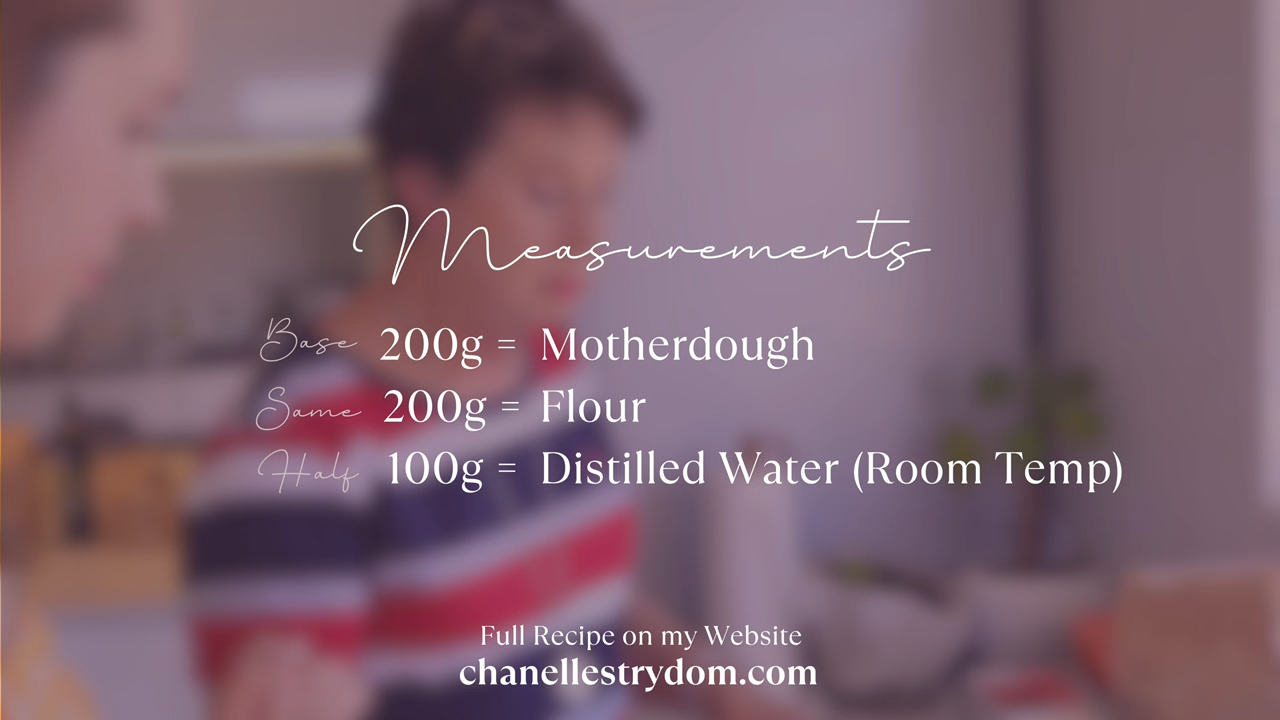 Measurements
Base 200g = Motherdough
Same 200g = Flour
Half 100g = Distilled Water (Room Temp)
Full Recipe on my Website
chanellestrydom.com